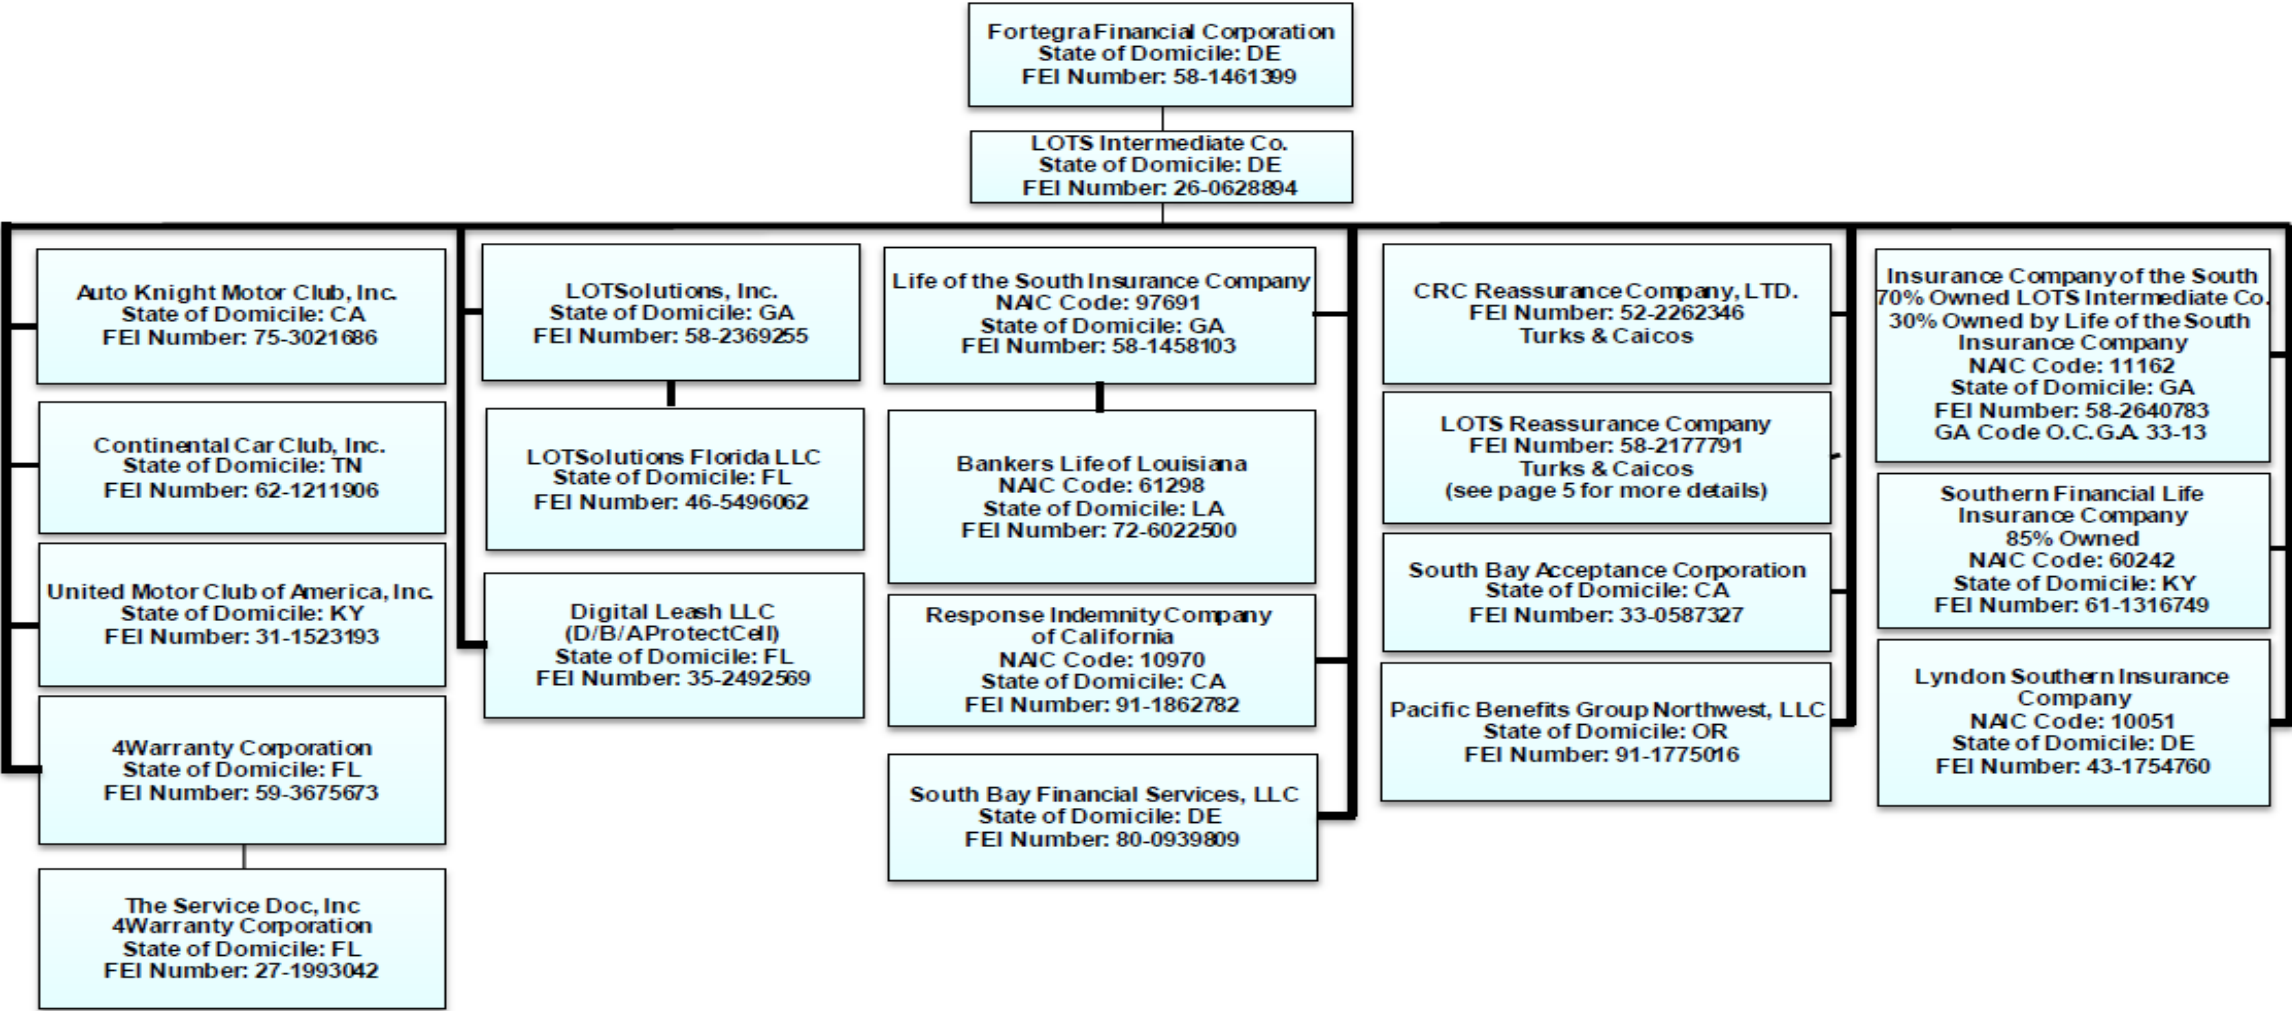 Fortegra Financial Corporation
State of Domicile: DE
FEI Number: 58-1461399
LOTS Intermediate Co.
State of Domicile: DE
FEI Number: 26-0628894
Auto Knight Motor Club, Inc.
State of Domicile: CA
FEI Number: 75-3021686
Continental Car Club, Inc.
State of Domicile: TN
FEI Number: 62-1211906
United Motor Club of America, Inc.
State of Domicile: KY
FEI Number: 31-1523193
4Warranty Corporation
State of Domicile: FL
FEI Number: 59-3675673
The Service Doc, Inc
4Warranty Corporation
State of Domicile: FL
FEI Number: 27-1993042
LOTSolutions, Inc.
State of Domicile: GA
FEI Number: 58-2369255
LOTSolutions Florida LLC
State of Domicile: FL
FEI Number: 46-5496062
Digital Leash LLC
(D/B/AProtectCell)
State of Domicile: FL
FEI Number: 35-2492569
Life of the South Insurance Company
NAIC Code: 97691
State of Domicile: GA
FEI Number: 58-1458103
Bankers Life of Louisiana
NAIC Code: 61298
State of Domicile: LA
FEI Number: 72-6022500
Response Indemnity Company
of California
NAIC Code: 10970
State of Domicile: CA
FEI Number: 91-1862782
South Bay Financial Services, LLC
State of Domicile: DE
FEI Number: 80-0939809
CRC Reassurance Company, LTD.
FEI Number: 52-2262346
Turks & Caicos
LOTS Reassurance Company
FEI Number: 58-2177791
Turks & Caicos
(see page 5 for more details)
South Bay Acceptance Corporation
State of Domicile: CA
FEI Number: 33-0587327
Pacific Benefits Group Northwest, LLC
State of Domicile: OR
FEI Number: 91-1775016
Insurance Company of the South
70% Owned LOTS Intermediate Co.
30% Owned by Life of the South
Insurance Company
NAIC Code: 11162
State of Domicile: GA
FEI Number: 58-2640783
GA Code O.C.G.A. 33-13
Southern Financial Life
Insurance Company
85% Owned
NAIC Code: 60242
State of Domicile: KY
FEI Number: 61-1316749
Lyndon Southern Insurance
Company
NAIC Code: 10051
State of Domicile: DE
FEI Number: 43-1754760